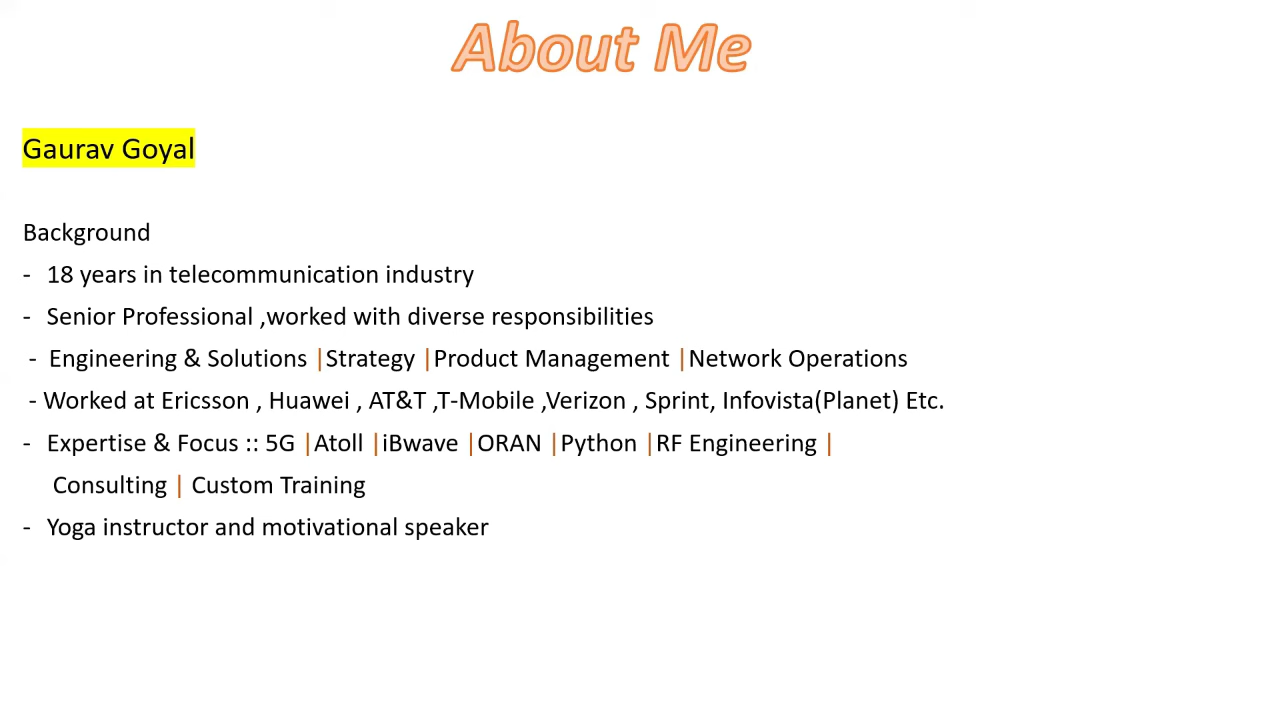 About Me
Gaurav Goyal
Background
- 18 years in telecommunication industry
- Senior Professional ,worked with diverse responsibilities
- Engineering & Solutions |Strategy |Product Management |Network Operations
- Worked at Ericsson , Huawei , AT&T ,T-Mobile ,Verizon , Sprint, Infovista(Planet) Etc.
- Expertise & Focus :: 5G |Atoll |iBwave |ORAN |Python |RF Engineering |
Consulting | Custom Training
- Yoga instructor and motivational speaker